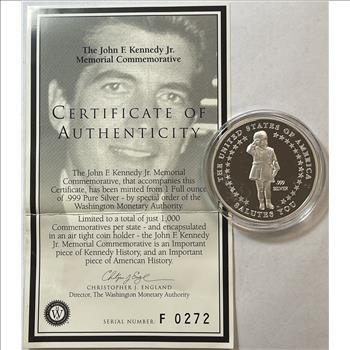 The John F. Kennedy Jr.
Memorial Commemorative
CERTIFICATE OF
AUTHENTICITY
The John F. Kennedy Jr. Memorial
Commemorative, that accompanies this
Certificate, has been minted from 1 Full ounce
of .999 Pure Silver - by special order of the
Washington Monetary Authority.
Limited to a total of just 1,000
Commemoratives per state - and encapsulated
in an air tight coin holder - the John F. Kennedy
Jr. Memorial Commemorative is an Important
piece of Kennedy History, and an Important
piece of American History.
CHRISTOPHER J. ENGLAND
Director, The Washington Monetary Authority
W
SERIAL NUMBER F 0272
THE UNITED STATES OF AMERICA
.999
SILVER
SALUTES YOU